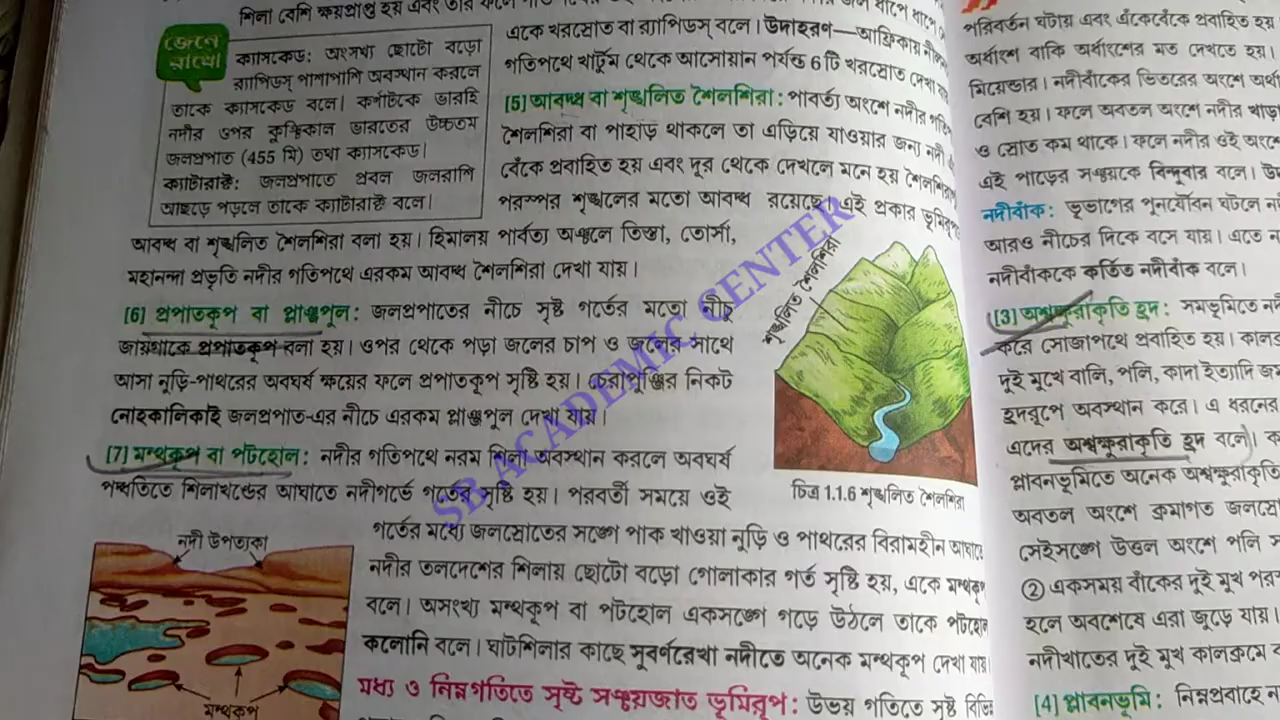 শিলা বেশি ক্ষয়প্রাপ্ত হয় এবং তার ফলে
জেনে রাখো
ক্যাসকেড: অসংখ্য ছোটো বড়ো
র‍্যাপিডস্ পাশাপাশি অবস্থান করলে
তাকে ক্যাসকেড বলে। কর্নাটকে ভারহি
নদীর ওপর কুঞ্চিকাল ভারতের উচ্চতম
জলপ্রপাত (455 মি) তথা ক্যাসকেড।
ক্যাটারাক্ট: জলপ্রপাতে প্রবল জলরাশি
আছড়ে পড়লে তাকে ক্যাটারাক্ট বলে।
একে খরস্রোত বা র‍্যাপিডস্ বলে। উদাহরণ—আফ্রিকায় নীল
গতিপথে খার্টুম থেকে আসোয়ান পর্যন্ত 6 টি খরস্রোত দেখা যায়
[5] আবদ্ধ বা শৃঙ্খলিত শৈলশিরা: পার্বত্য অংশে নদীর গতি
শৈলশিরা বা পাহাড় থাকলে তা এড়িয়ে যাওয়ার জন্য নদী
বেঁকে প্রবাহিত হয় এবং দূর থেকে দেখলে মনে হয় শৈলশিরা
পরস্পর শৃঙ্খলের মতো আবদ্ধ রয়েছে। এই প্রকার ভূমিরূপ
আবদ্ধ বা শৃঙ্খলিত শৈলশিরা বলা হয়। হিমালয় পার্বত্য অঞ্চলে তিস্তা, তোর্সা,
মহানন্দা প্রভৃতি নদীর গতিপথে এরকম আবদ্ধ শৈলশিরা দেখা যায়।
[6] প্রপাতকূপ বা প্লাঞ্জপুল: জলপ্রপাতের নীচে সৃষ্ট গর্তের মতো নীচু
জায়গাকে প্রপাতকূপ বলা হয়। ওপর থেকে পড়া জলের চাপ ও জলের সাথে
আসা নুড়ি-পাথরের অবঘর্ষ ক্ষয়ের ফলে প্রপাতকূপ সৃষ্টি হয়। চেরাপুঞ্জির নিকট
নোহকালিকাই জলপ্রপাত-এর নীচে এরকম প্লাঞ্জপুল দেখা যায়।
[7] মন্থকূপ বা পটহোল: নদীর গতিপথে নরম শিলা অবস্থান করলে অবঘর্ষ
পদ্ধতিতে শিলাখণ্ডের আঘাতে নদীগর্ভে গর্তের সৃষ্টি হয়। পরবর্তী সময়ে ওই
গর্তের মধ্যে জলস্রোতের সঙ্গে পাক খাওয়া নুড়ি ও পাথরের বিরামহীন আঘাতে
নদীর তলদেশের শিলায় ছোটো বড়ো গোলাকার গর্ত সৃষ্টি হয়, একে মন্থকূপ
বলে। অসংখ্য মন্থকূপ বা পটহোল একসঙ্গে গড়ে উঠলে তাকে পটহোল
কলোনি বলে। ঘাটশিলার কাছে সুবর্ণরেখা নদীতে অনেক মন্থকূপ দেখা যায়।
মধ্য ও নিম্নগতিতে সৃষ্ট সঞ্চয়জাত ভূমিরূপ: উভয় গতিতে সৃষ্ট
শৃঙ্খলিত শৈলশিরা
চিত্র 1.1.6 শৃঙ্খলিত শৈলশিরা
নদী উপত্যকা
মন্থকূপ
SB ACADEMIC CENTER
পরিবর্তন ঘটায় এবং এঁকেবেঁকে প্রবাহিত হয়
অর্ধাংশ বাকি অর্ধাংশের মত দেখতে হয়।
মিয়েন্ডার। নদীবাঁকের ভিতরের অংশে
বেশি হয়। ফলে অবতল অংশে নদীর
ও স্রোত কম থাকে। ফলে নদীর ওই অংশে
এই পাড়ের সঞ্চয়কে বিন্দুবার বলে।
নদীবাঁক: ভূভাগের পুনর্যৌবন ঘটলে
আরও নীচের দিকে বসে যায়। এতে
নদীবাঁককে কর্তিত নদীবাঁক বলে।
[3] অশ্বক্ষুরাকৃতি হ্রদ: সমভূমিতে
করে সোজাপথে প্রবাহিত হয়।
দুই মুখে বালি, পলি, কাদা ইত্যাদি
হ্রদরূপে অবস্থান করে। এ ধরনের
এদের অশ্বক্ষুরাকৃতি হ্রদ বলে।
প্লাবনভূমিতে অনেক অশ্বক্ষুরাকৃতি
অবতল অংশে ক্রমাগত
সেইসঙ্গে উত্তল অংশে পলি
② একসময় বাঁকের দুই মুখ
হলে অবশেষে এরা জুড়ে যায়।
নদীখাতের দুই মুখ কালক্রমে
[4] প্লাবনভূমি: নিম্নপ্রবাহে